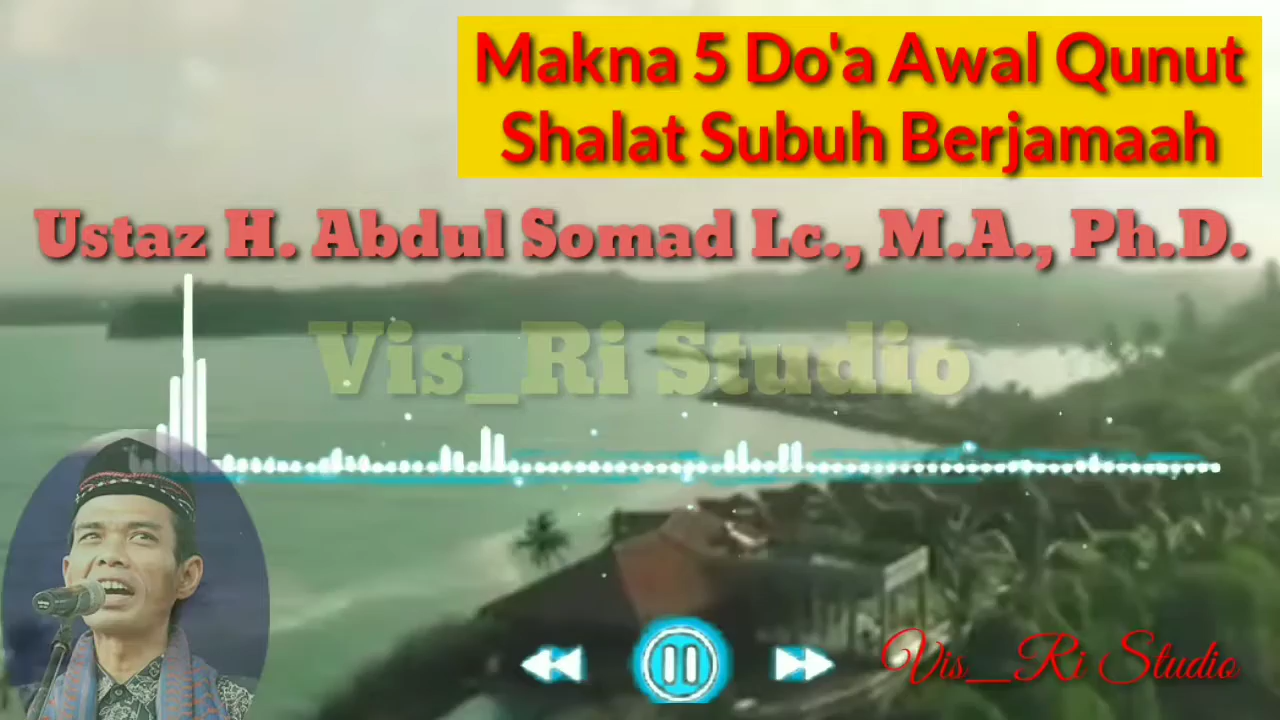 Makna 5 Do'a Awal Qunut
Shalat Subuh Berjamaah
Ustaz H. Abdul Somad Lc., M.A., Ph.D.
Vis_Ri Studio
Vis_Ri Studio